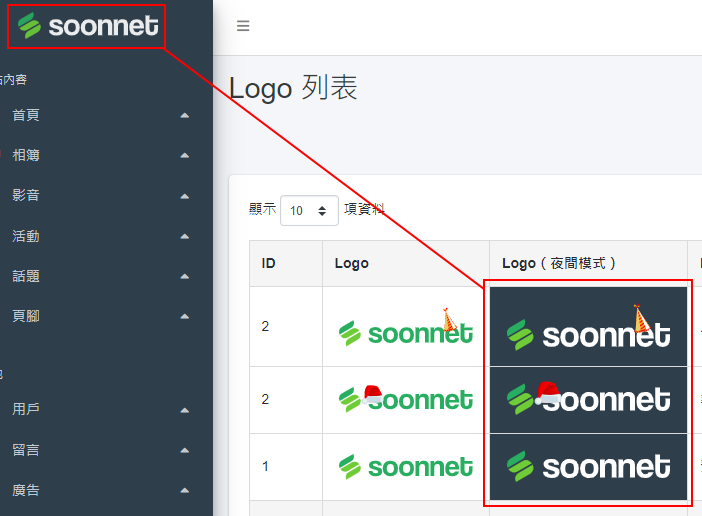 soonnet
內容
首頁
相簿
影音
活動
話題
頁腳
用戶
留言
廣告
Logo 列表
顯示 10 項資料
ID Logo Logo ( 夜間模式 )
2 soonnet soonnet
2 soonnet soonnet
1 soonnet soonnet